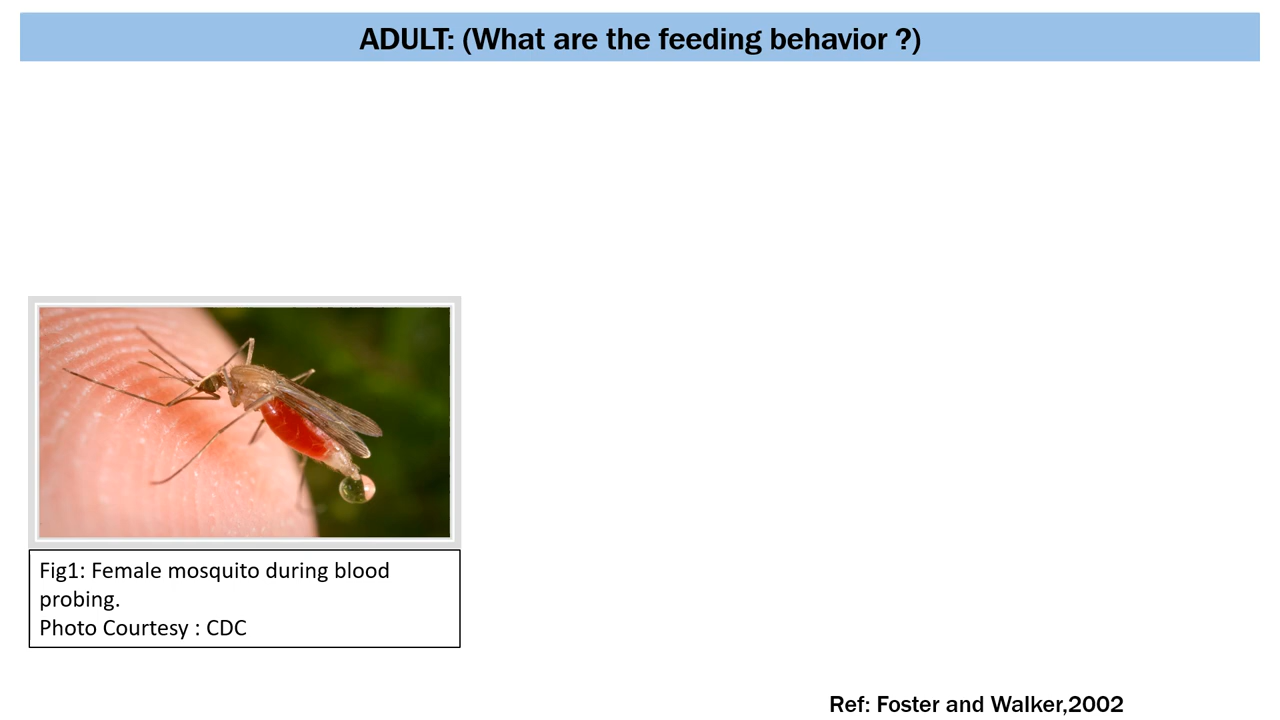 ADULT: (What are the feeding behavior ?)
Fig1: Female mosquito during blood
probing.
Photo Courtesy : CDC
Ref: Foster and Walker,2002